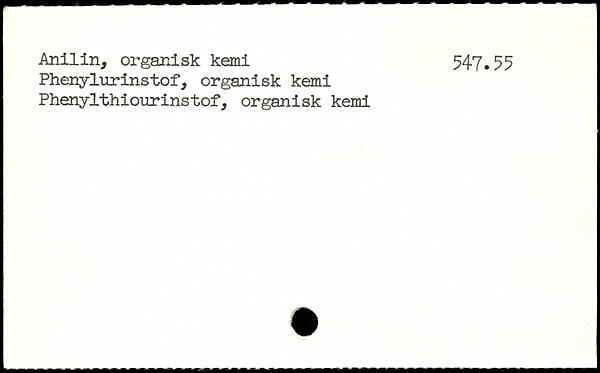 Anilin, organisk kemi 547.55
Phenylurinstof, organisk kemi
Phenylthiourinstof, organisk kemi